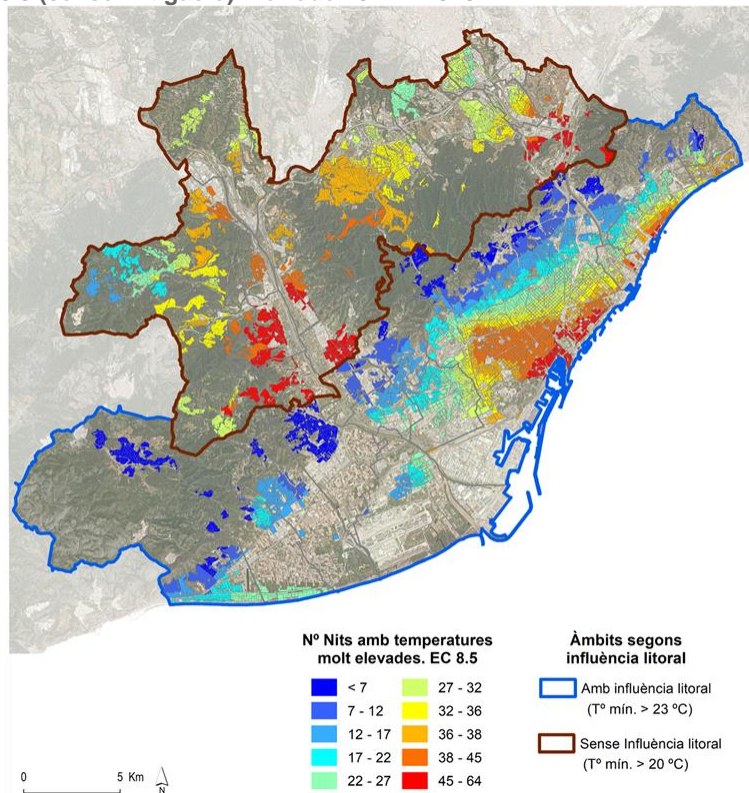 Nº Nits amb temperatures
molt elevades. EC 8.5
< 7
7 - 12
12 - 17
17 - 22
22 - 27
27 - 32
32 - 36
36 - 38
38 - 45
45 - 64
Àmbits segons
influència litoral
Amb influència litoral
(Tº mín. > 23 ºC)
Sense Influència litoral
(Tº mín. > 20 ºC)
0 5 Km
N